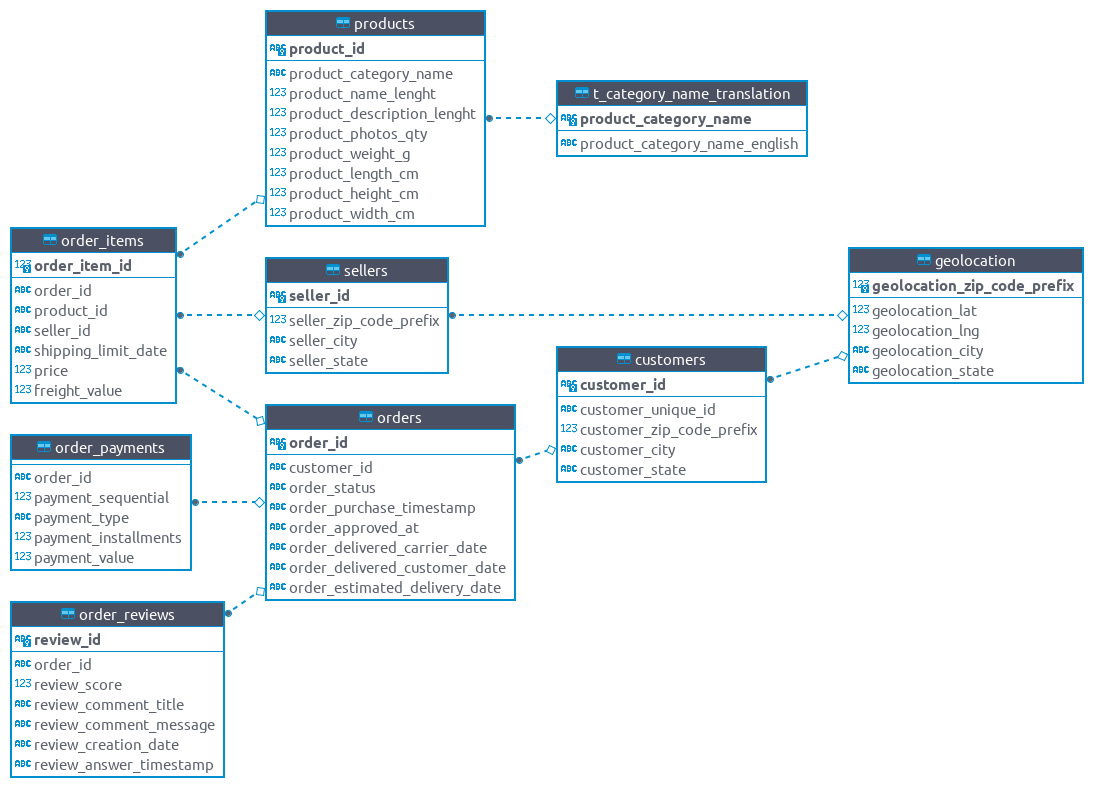 products
product_id
product_category_name
product_name_lenght
product_description_lenght
product_photos_qty
product_weight_g
product_length_cm
product_height_cm
product_width_cm
t_category_name_translation
product_category_name
product_category_name_english
order_items
order_item_id
order_id
product_id
seller_id
shipping_limit_date
price
freight_value
sellers
seller_id
seller_zip_code_prefix
seller_city
seller_state
geolocation
geolocation_zip_code_prefix
geolocation_lat
geolocation_lng
geolocation_city
geolocation_state
customers
customer_id
customer_unique_id
customer_zip_code_prefix
customer_city
customer_state
orders
order_id
customer_id
order_status
order_purchase_timestamp
order_approved_at
order_delivered_carrier_date
order_delivered_customer_date
order_estimated_delivery_date
order_payments
order_id
payment_sequential
payment_type
payment_installments
payment_value
order_reviews
review_id
order_id
review_score
review_comment_title
review_comment_message
review_creation_date
review_answer_timestamp